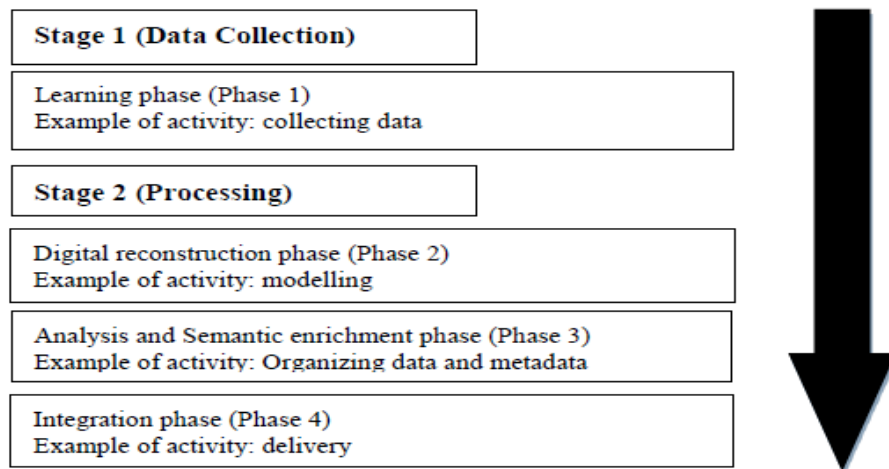 Stage 1 (Data Collection)
Learning phase (Phase 1)
Example of activity: collecting data
Stage 2 (Processing)
Digital reconstruction phase (Phase 2)
Example of activity: modelling
Analysis and Semantic enrichment phase (Phase 3)
Example of activity: Organizing data and metadata
Integration phase (Phase 4)
Example of activity: delivery